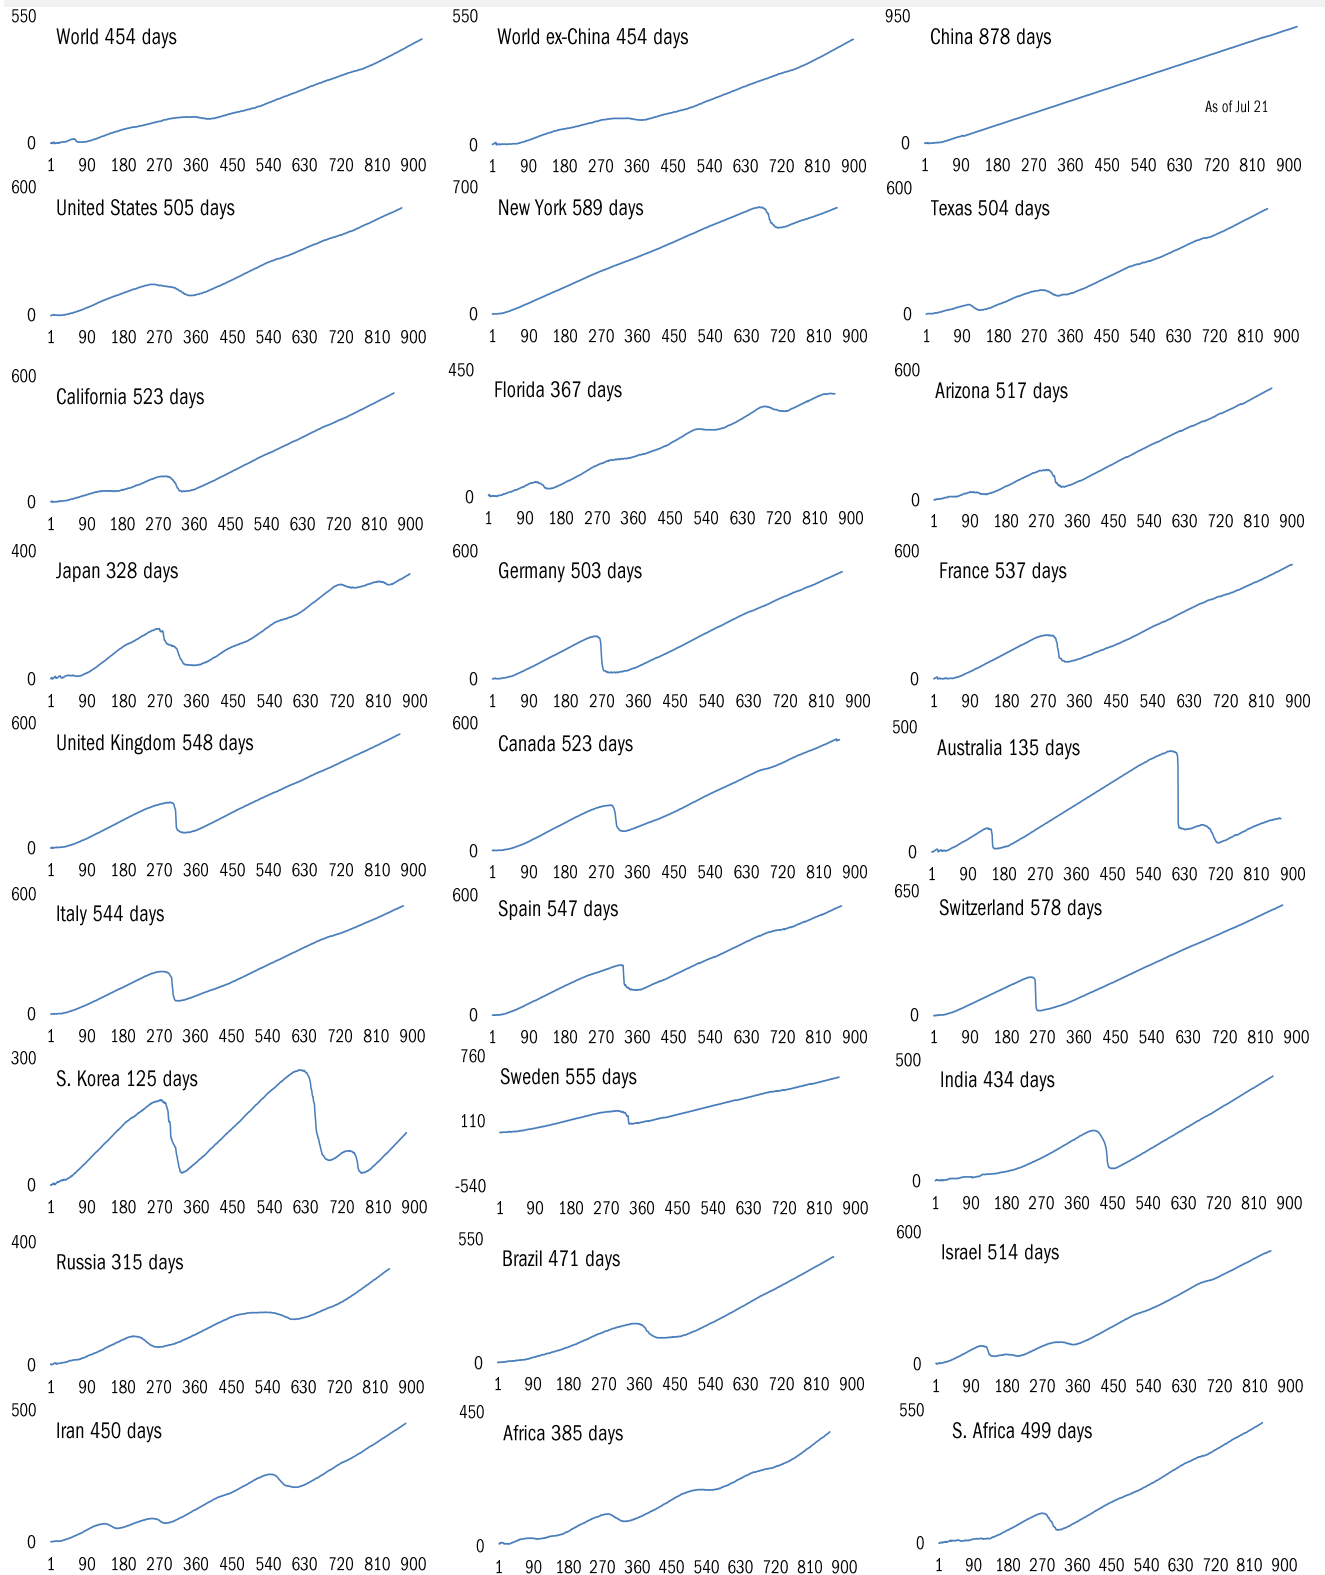 550
World 454 days
0
1 90 180 270 360 450 540 630 720 810 900
550
World ex-China 454 days
0
1 90 180 270 360 450 540 630 720 810 900
950
China 878 days
As of Jul 21
0
1 90 180 270 360 450 540 630 720 810 900
600
United States 505 days
0
1 90 180 270 360 450 540 630 720 810 900
700
New York 589 days
0
1 90 180 270 360 450 540 630 720 810 900
600
Texas 504 days
0
1 90 180 270 360 450 540 630 720 810 900
600
California 523 days
0
1 90 180 270 360 450 540 630 720 810 900
450
Florida 367 days
0
1 90 180 270 360 450 540 630 720 810 900
600
Arizona 517 days
0
1 90 180 270 360 450 540 630 720 810 900
400
Japan 328 days
0
1 90 180 270 360 450 540 630 720 810 900
600
Germany 503 days
0
1 90 180 270 360 450 540 630 720 810 900
600
France 537 days
0
1 90 180 270 360 450 540 630 720 810 900
600
United Kingdom 548 days
0
1 90 180 270 360 450 540 630 720 810 900
600
Canada 523 days
0
1 90 180 270 360 450 540 630 720 810 900
500
Australia 135 days
0
1 90 180 270 360 450 540 630 720 810 900
600
Italy 544 days
0
1 90 180 270 360 450 540 630 720 810 900
600
Spain 547 days
0
1 90 180 270 360 450 540 630 720 810 900
650
Switzerland 578 days
0
1 90 180 270 360 450 540 630 720 810 900
300
S. Korea 125 days
0
1 90 180 270 360 450 540 630 720 810 900
760
Sweden 555 days
110
-540
1 90 180 270 360 450 540 630 720 810 900
500
India 434 days
0
1 90 180 270 360 450 540 630 720 810 900
400
Russia 315 days
0
1 90 180 270 360 450 540 630 720 810 900
550
Brazil 471 days
0
1 90 180 270 360 450 540 630 720 810 900
600
Israel 514 days
0
1 90 180 270 360 450 540 630 720 810 900
500
Iran 450 days
0
1 90 180 270 360 450 540 630 720 810 900
450
Africa 385 days
0
1 90 180 270 360 450 540 630 720 810 900
550
S. Africa 499 days
0
1 90 180 270 360 450 540 630 720 810 900